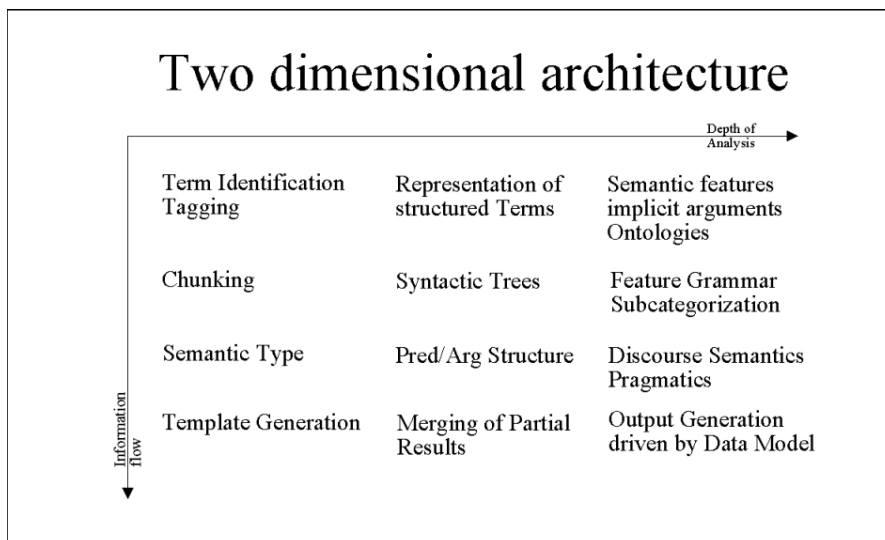 Two dimensional architecture
Depth of
Analysis
Term Identification
Tagging
Representation of
structured Terms
Semantic features
implicit arguments
Ontologies
Chunking
Syntactic Trees
Feature Grammar
Subcategorization
Semantic Type
Pred/Arg Structure
Discourse Semantics
Pragmatics
Template Generation
Merging of Partial
Results
Output Generation
driven by Data Model
Information
flow